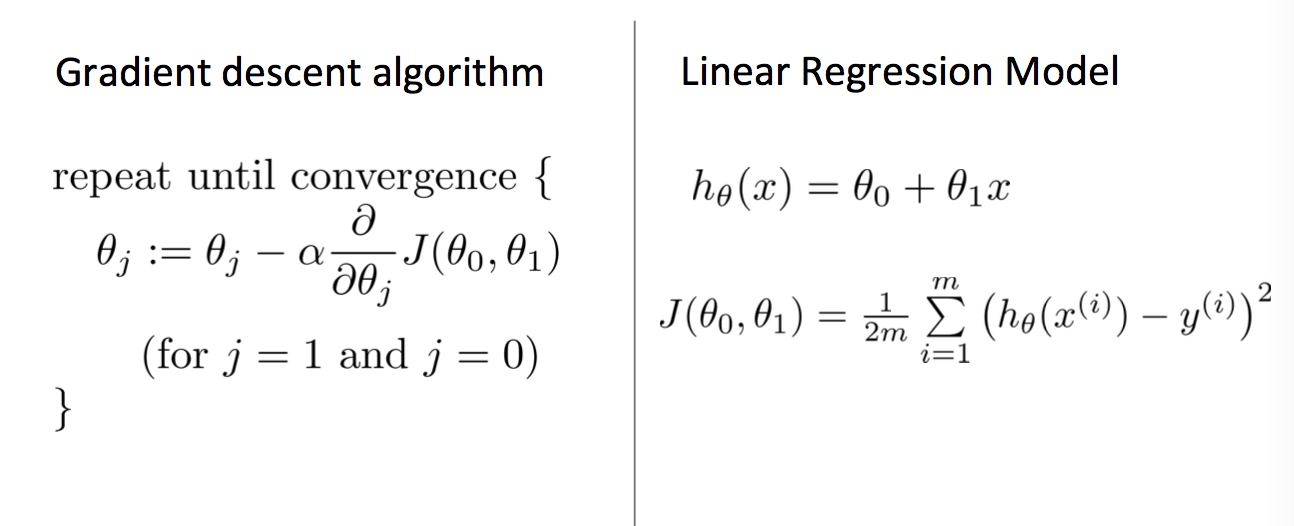 Gradient descent algorithm
repeat until convergence {
θ_j := θ_j − α ∂/∂θ_j J(θ_0, θ_1)
(for j = 1 and j = 0)
}
Linear Regression Model
h_θ(x) = θ_0 + θ_1x
J(θ_0, θ_1) = 1/2m ∑_{i=1}^{m} (h_θ(x^{(i)}) − y^{(i)})^2